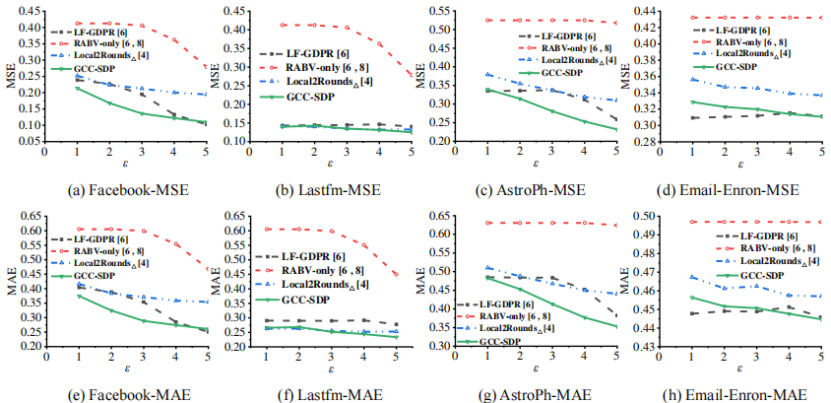 0.45
0.40
0.35
0.30
0.25
0.20
0.15
0.10
0.05
MSE
LF-GDPR [6]
RABV-only [6 , 8]
Local2Rounds△ [4]
GCC-SDP
1 2 3 4 5
ε
(a) Facebook-MSE
0.45
0.40
0.35
0.30
0.25
0.20
0.15
0.10
MSE
LF-GDPR [6]
RABV-only [6 , 8]
Local2Rounds△ [4]
GCC-SDP
1 2 3 4 5
ε
(b) Lastfm-MSE
0.55
0.50
0.45
0.40
0.35
0.30
0.25
0.20
MSE
LF-GDPR [6]
RABV-only [6 , 8]
Local2Rounds△ [4]
GCC-SDP
1 2 3 4 5
ε
(c) AstroPh-MSE
0.44
0.42
0.40
0.38
0.36
0.34
0.32
0.30
0.28
MSE
LF-GDPR [6]
RABV-only [6 , 8]
Local2Rounds△ [4]
GCC-SDP
1 2 3 4 5
ε
(d) Email-Enron-MSE
0.65
0.60
0.55
0.50
0.45
0.40
0.35
0.30
0.25
0.20
MAE
LF-GDPR [6]
RABV-only [6 , 8]
Local2Rounds△ [4]
GCC-SDP
1 2 3 4 5
ε
(e) Facebook-MAE
0.65
0.60
0.55
0.50
0.45
0.40
0.35
0.30
0.25
0.20
MAE
LF-GDPR [6]
RABV-only [6 , 8]
Local2Rounds△ [4]
GCC-SDP
1 2 3 4 5
ε
(f) Lastfm-MAE
0.65
0.60
0.55
0.50
0.45
0.40
0.35
0.30
MAE
LF-GDPR [6]
RABV-only [6 , 8]
Local2Rounds△ [4]
GCC-SDP
1 2 3 4 5
ε
(g) AstroPh-MAE
0.50
0.49
0.48
0.47
0.46
0.45
0.44
0.43
MAE
LF-GDPR [6]
RABV-only [6 , 8]
Local2Rounds△ [4]
GCC-SDP
1 2 3 4 5
ε
(h) Email-Enron-MAE